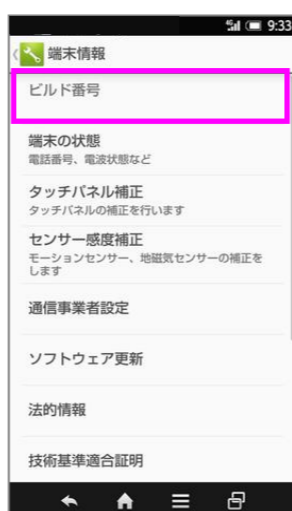 4G 9:33
端末情報
ビルド番号
端末の状態
電話番号、電波状態など
タッチパネル補正
タッチパネルの補正を行います
センサー感度補正
モーションセンサー、地磁気センサーの補正を
します
通信事業者設定
ソフトウェア更新
法的情報
技術基準適合証明